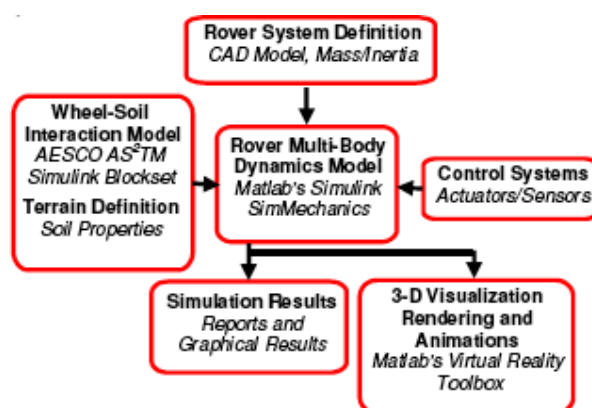 Rover System Definition
CAD Model, Mass/Inertia
Wheel-Soil
Interaction Model
AESCO AS²TM
Simulink Blockset
Terrain Definition
Soil Properties
Rover Multi-Body
Dynamics Model
Matlab's Simulink
SimMechanics
Control Systems
Actuators/Sensors
Simulation Results
Reports and
Graphical Results
3-D Visualization
Rendering and
Animations
Matlab's Virtual Reality
Toolbox